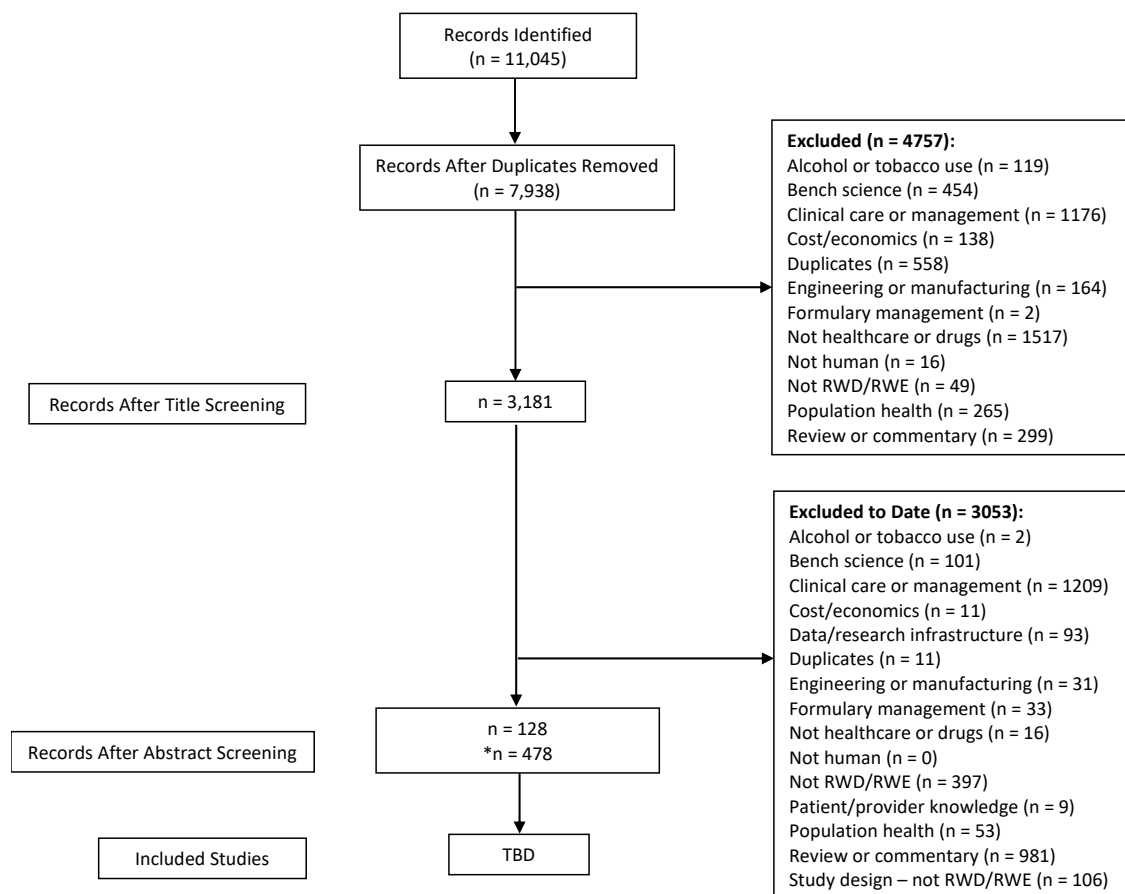 Records Identified
(n = 11,045)
Records After Duplicates Removed
(n = 7,938)
Excluded (n = 4757):
Alcohol or tobacco use (n = 119)
Bench science (n = 454)
Clinical care or management (n = 1176)
Cost/economics (n = 138)
Duplicates (n = 558)
Engineering or manufacturing (n = 164)
Formulary management (n = 2)
Not healthcare or drugs (n = 1517)
Not human (n = 16)
Not RWD/RWE (n = 49)
Population health (n = 265)
Review or commentary (n = 299)
Records After Title Screening
n = 3,181
Excluded to Date (n = 3053):
Alcohol or tobacco use (n = 2)
Bench science (n = 101)
Clinical care or management (n = 1209)
Cost/economics (n = 11)
Data/research infrastructure (n = 93)
Duplicates (n = 11)
Engineering or manufacturing (n = 31)
Formulary management (n = 33)
Not healthcare or drugs (n = 16)
Not human (n = 0)
Not RWD/RWE (n = 397)
Patient/provider knowledge (n = 9)
Population health (n = 53)
Review or commentary (n = 981)
Study design – not RWD/RWE (n = 106)
Records After Abstract Screening
n = 128
*n = 478
Included Studies
TBD